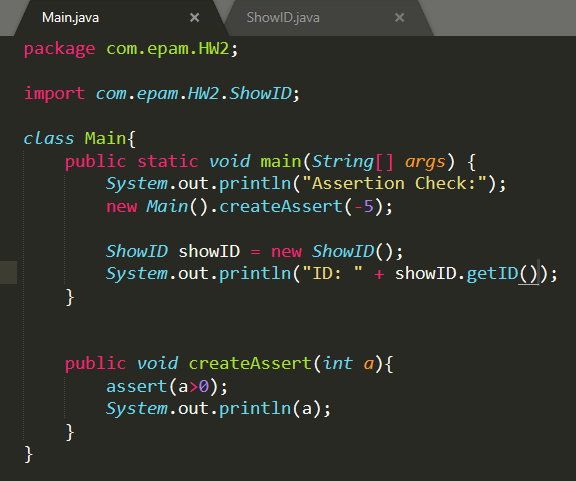 Main.java × ShowID.java ×
package com.epam.HW2;
import com.epam.HW2.ShowID;
class Main{
public static void main(String[] args) {
System.out.println("Assertion Check:");
new Main().createAssert(-5);
ShowID showID = new ShowID();
System.out.println("ID: " + showID.getID());
}
public void createAssert(int a){
assert(a>0);
System.out.println(a);
}
}